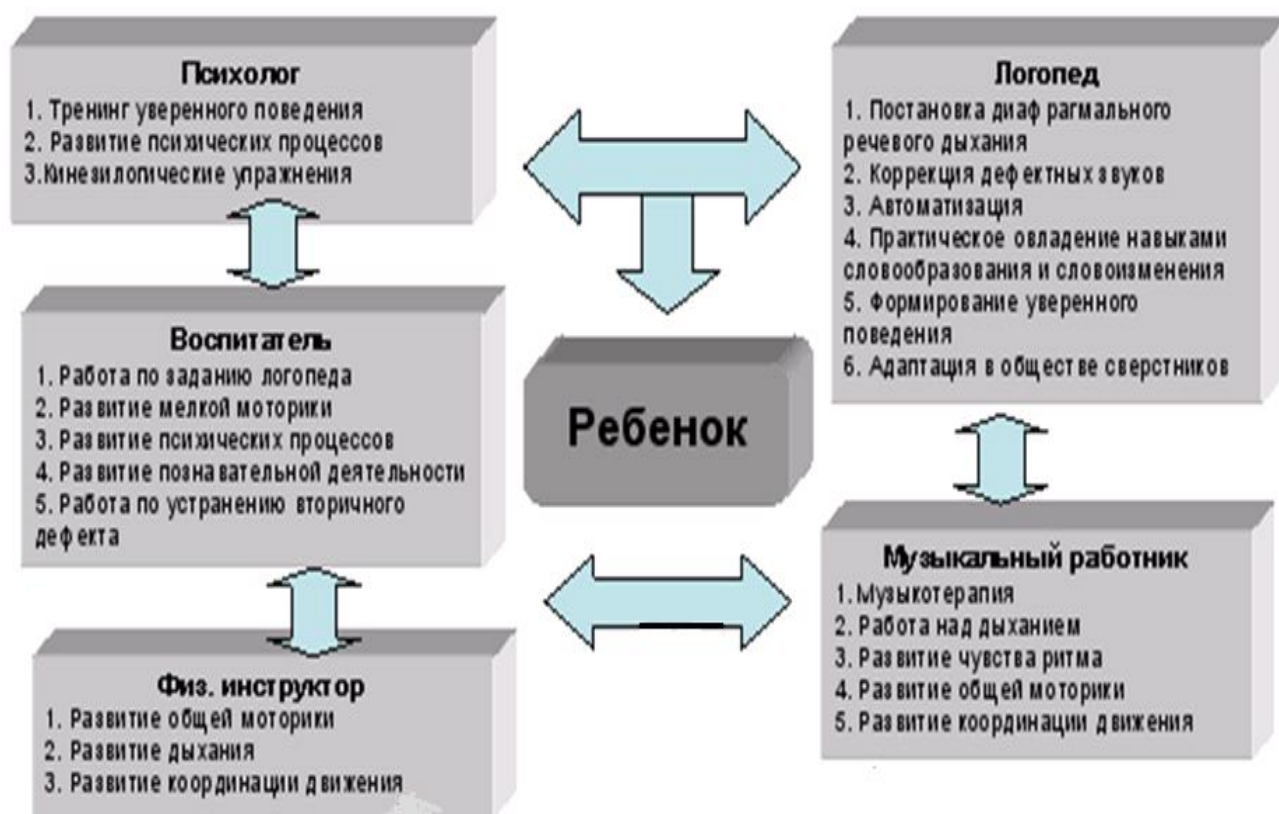 Психолог
1. Тренинг уверенного поведения
2. Развитие психических процессов
3.Кинезилогические упражнения
Логопед
1. Постановка диаф рагмального
речевого дыхания
2. Коррекция дефектных звуков
3. Автоматизация
4. Практическое овладение навыками
словообразования и словоизменения
5. Формирование уверенного
поведения
6. Адаптация в обществе сверстников
Воспитатель
1. Работа по заданию логопеда
2. Развитие мелкой моторики
3. Развитие психических процессов
4. Развитие познавательной деятельности
5. Работа по устранению вторичного
дефекта
Ребенок
Музыкальный работник
1. Музыкотерапия
2. Работа над дыханием
3. Развитие чувства ритма
4. Развитие общей моторики
5. Развитие координации движения
Физ. инструктор
1. Развитие общей моторики
2. Развитие дыхания
3. Развитие координации движения